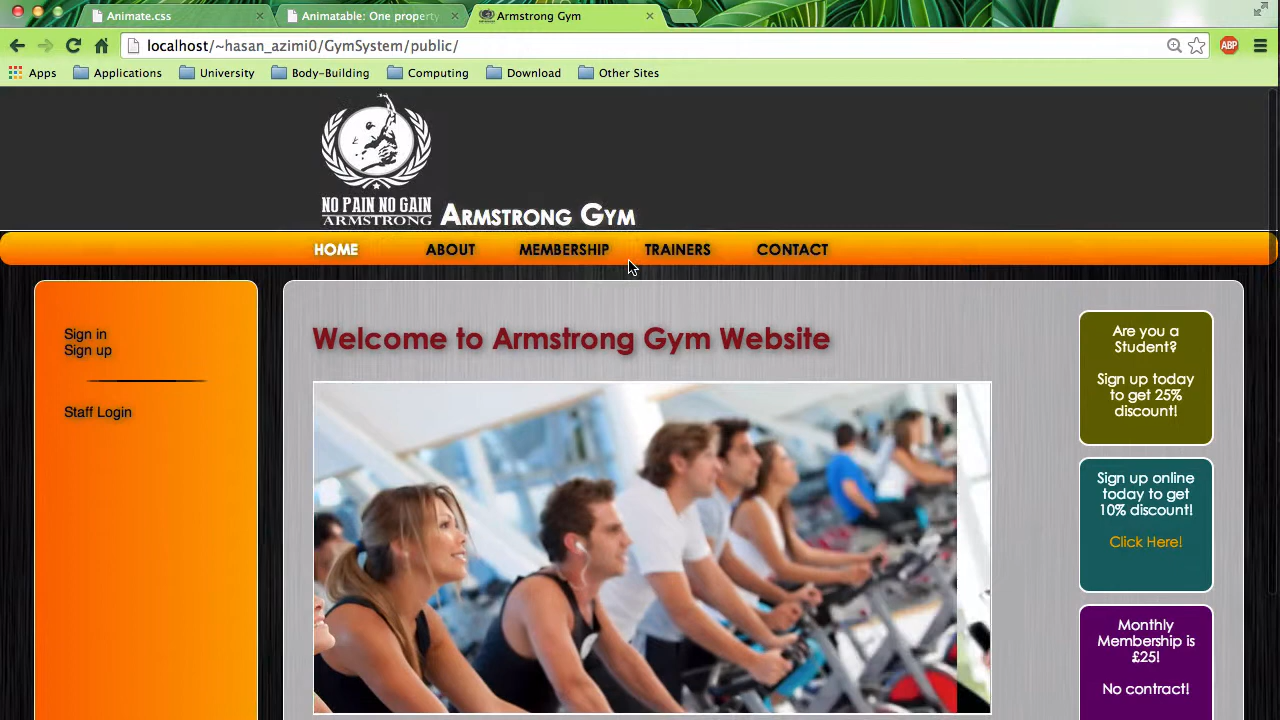 Animate.css
Animatable: One property
Armstrong Gym
localhost/~hasan_azimi0/GymSystem/public/
ABP
Apps
Applications
University
Body-Building
Computing
Download
Other Sites
NO PAIN NO GAIN
ARMSTRONG
Armstrong Gym
HOME
ABOUT
MEMBERSHIP
TRAINERS
CONTACT
Sign in
Sign up
Staff Login
Welcome to Armstrong Gym Website
Are you a
Student?
Sign up today
to get 25%
discount!
Sign up online
today to get
10% discount!
Click Here!
Monthly
Membership is
£25!
No contract!